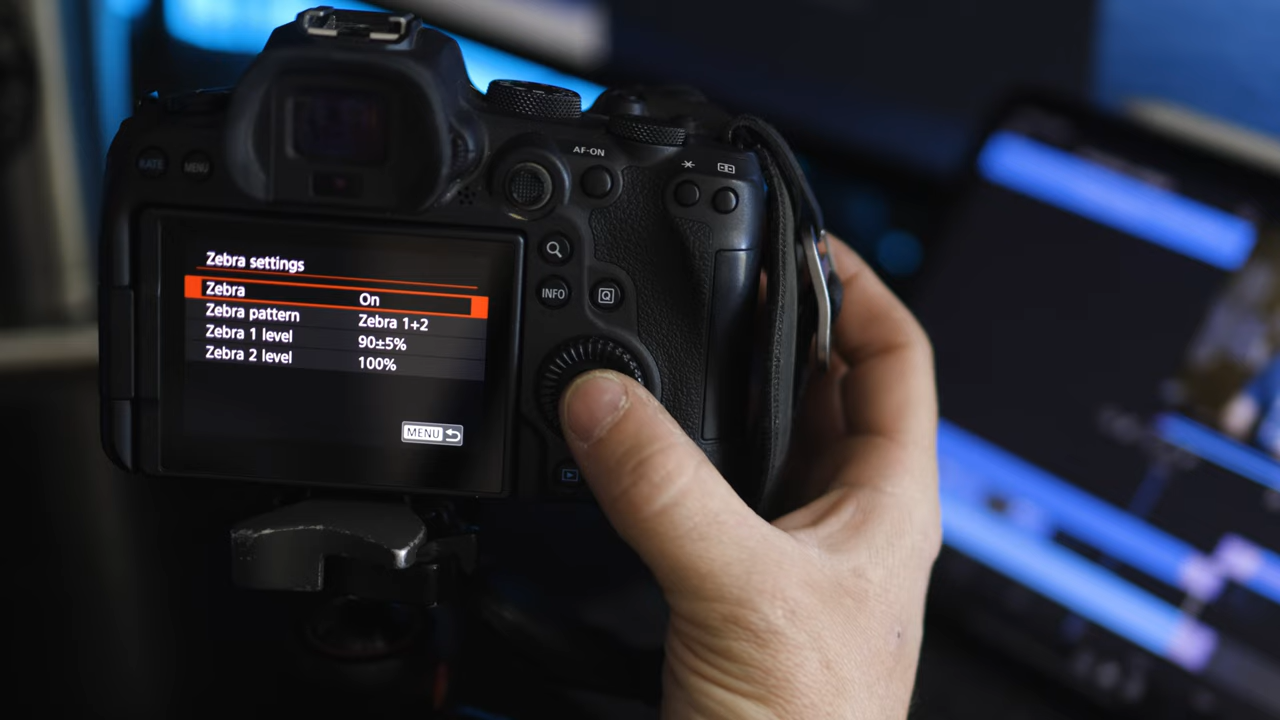 RATE
MENU
AF-ON
INFO
Q
Zebra settings
Zebra On
Zebra pattern Zebra 1+2
Zebra 1 level 90±5%
Zebra 2 level 100%
MENU